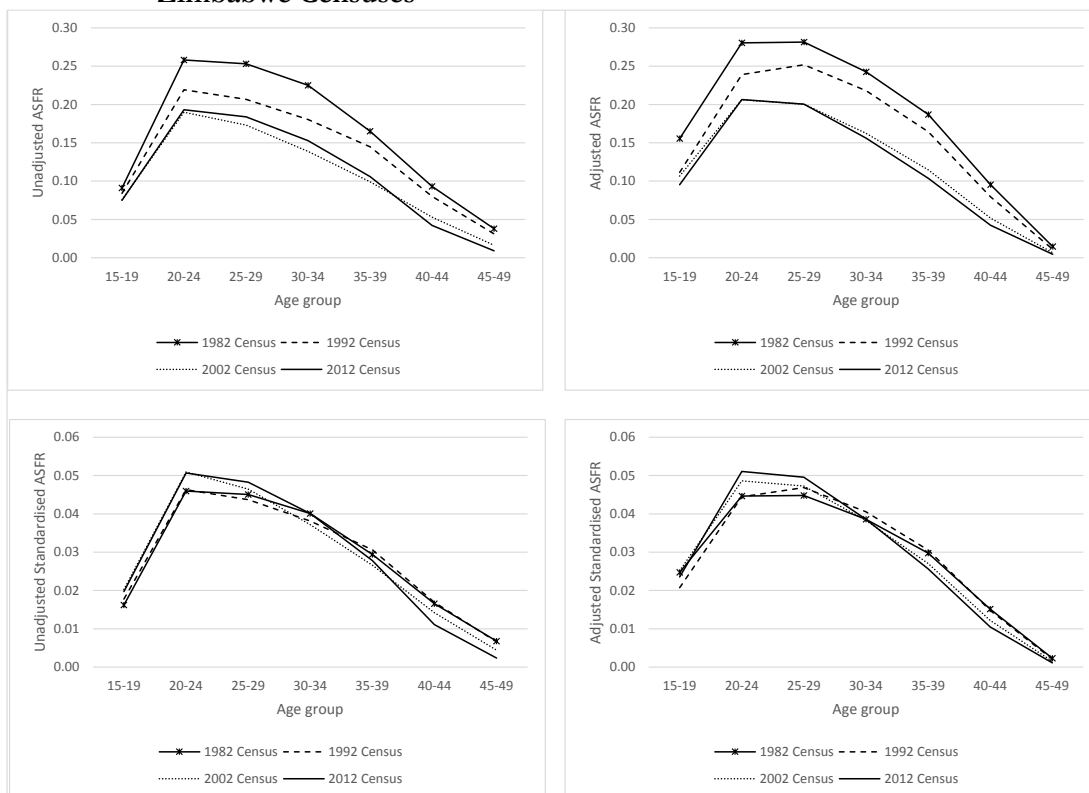 Zimbabwe Censuses
Unadjusted ASFR
0.30
0.25
0.20
0.15
0.10
0.05
0.00
15-19 20-24 25-29 30-34 35-39 40-44 45-49
Age group
1982 Census 1992 Census
2002 Census 2012 Census
Adjusted ASFR
0.30
0.25
0.20
0.15
0.10
0.05
0.00
15-19 20-24 25-29 30-34 35-39 40-44 45-49
Age group
1982 Census 1992 Census
2002 Census 2012 Census
Unadjusted Standardised ASFR
0.06
0.05
0.04
0.03
0.02
0.01
0.00
15-19 20-24 25-29 30-34 35-39 40-44 45-49
Age group
1982 Census 1992 Census
2002 Census 2012 Census
Adjusted Standardised ASFR
0.06
0.05
0.04
0.03
0.02
0.01
0.00
15-19 20-24 25-29 30-34 35-39 40-44 45-49
Age group
1982 Census 1992 Census
2002 Census 2012 Census